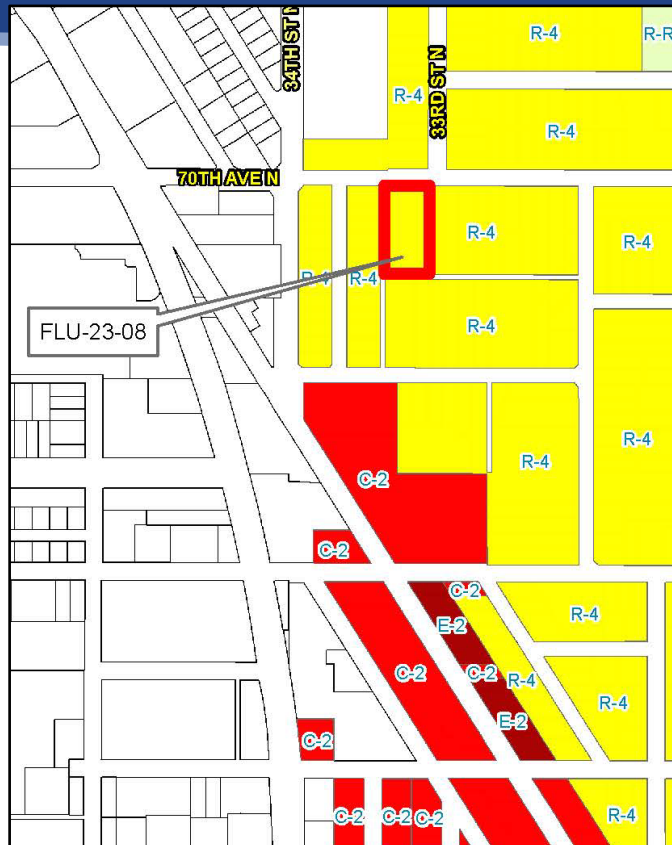 34TH ST N
R-4
R-R
R-4
33RD ST N
R-4
70TH AVE N
R-4
R-4
R-4
R-4
FLU-23-08
R-4
R-4
R-4
C-2
C-2
C-2
E-2
R-4
C-2
C-2
R-4
R-4
E-2
C-2
C-2
C-2
C-2
R-4